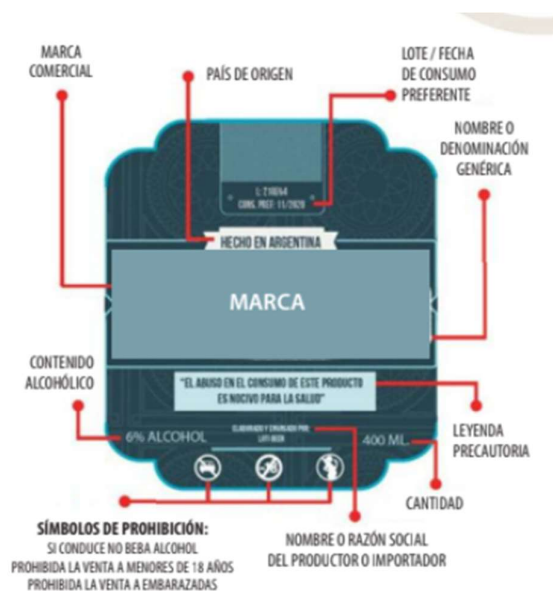 MARCA
COMERCIAL
PAÍS DE ORIGEN
LOTE / FECHA
DE CONSUMO
PREFERENTE
NOMBRE O
DENOMINACIÓN
GENÉRICA
CONS. PREF: 11/2020
HECHO EN ARGENTINA
MARCA
"EL ABUSO EN EL CONSUMO DE ESTE PRODUCTO
ES NOCIVO PARA LA SALUD"
CONTENIDO
ALCOHÓLICO
6% ALCOHOL
ELABORADO Y ENVASADO POR:
400 ML.
LEYENDA
PRECAUTORIA
CANTIDAD
SÍMBOLOS DE PROHIBICIÓN:
SI CONDUCE NO BEBA ALCOHOL
PROHIBIDA LA VENTA A MENORES DE 18 AÑOS
PROHIBIDA LA VENTA A EMBARAZADAS
NOMBRE O RAZÓN SOCIAL
DEL PRODUCTOR O IMPORTADOR